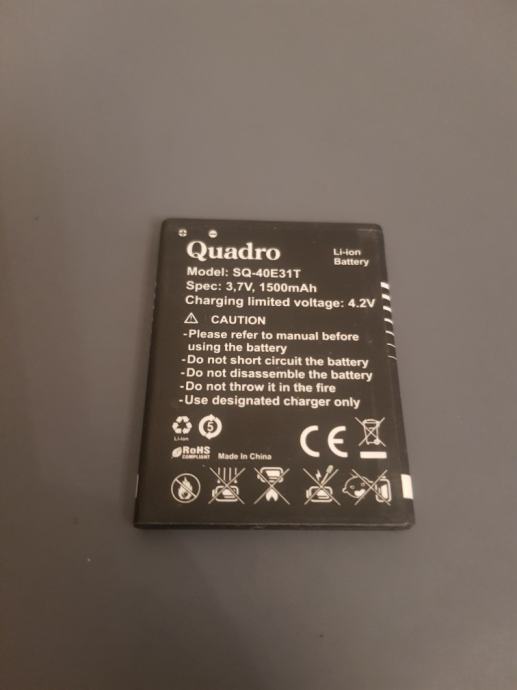 Quadro
Li-ion
Battery
Model: SQ-40E31T
Spec: 3,7V, 1500mAh
Charging limited voltage: 4.2V
CAUTION
-Please refer to manual before
using the battery
-Do not short circuit the battery
-Do not disassemble the battery
-Do not throw it in the fire
-Use designated charger only
Li-ion
5
CE
RoHS
COMPLIANT
Made In China